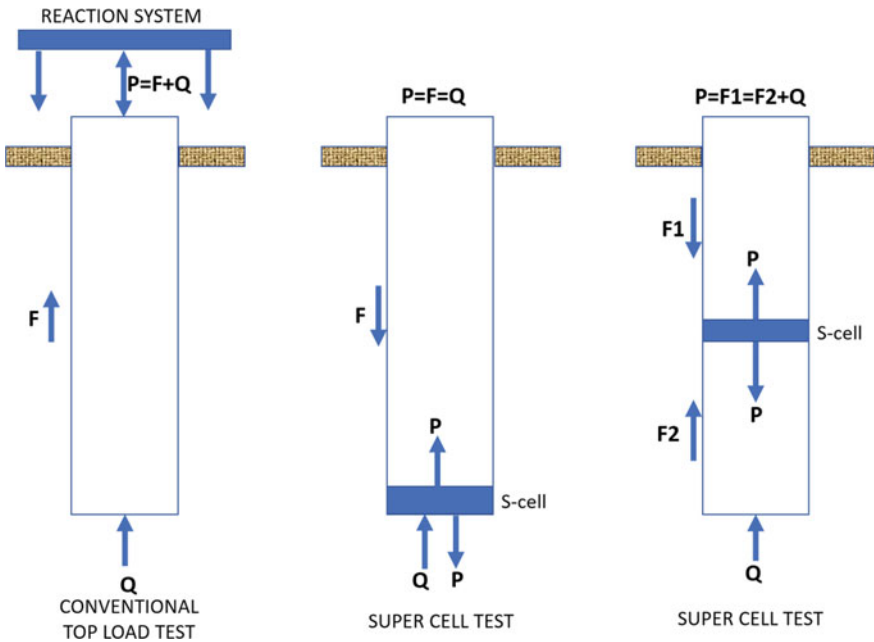 REACTION SYSTEM
P=F+Q
F
Q
CONVENTIONAL
TOP LOAD TEST
P=F=Q
F
P
S-cell
Q
P
SUPER CELL TEST
P=F1=F2+Q
F1
P
S-cell
P
F2
Q
SUPER CELL TEST